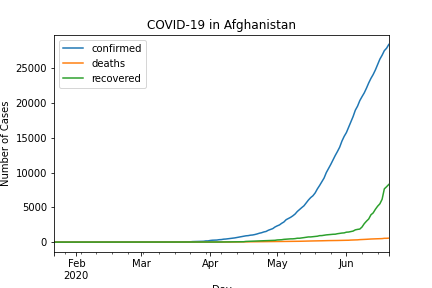 COVID-19 in Afghanistan
confirmed
deaths
recovered
25000
20000
15000
10000
5000
0
Number of Cases
Feb
2020
Mar
Apr
May
Jun